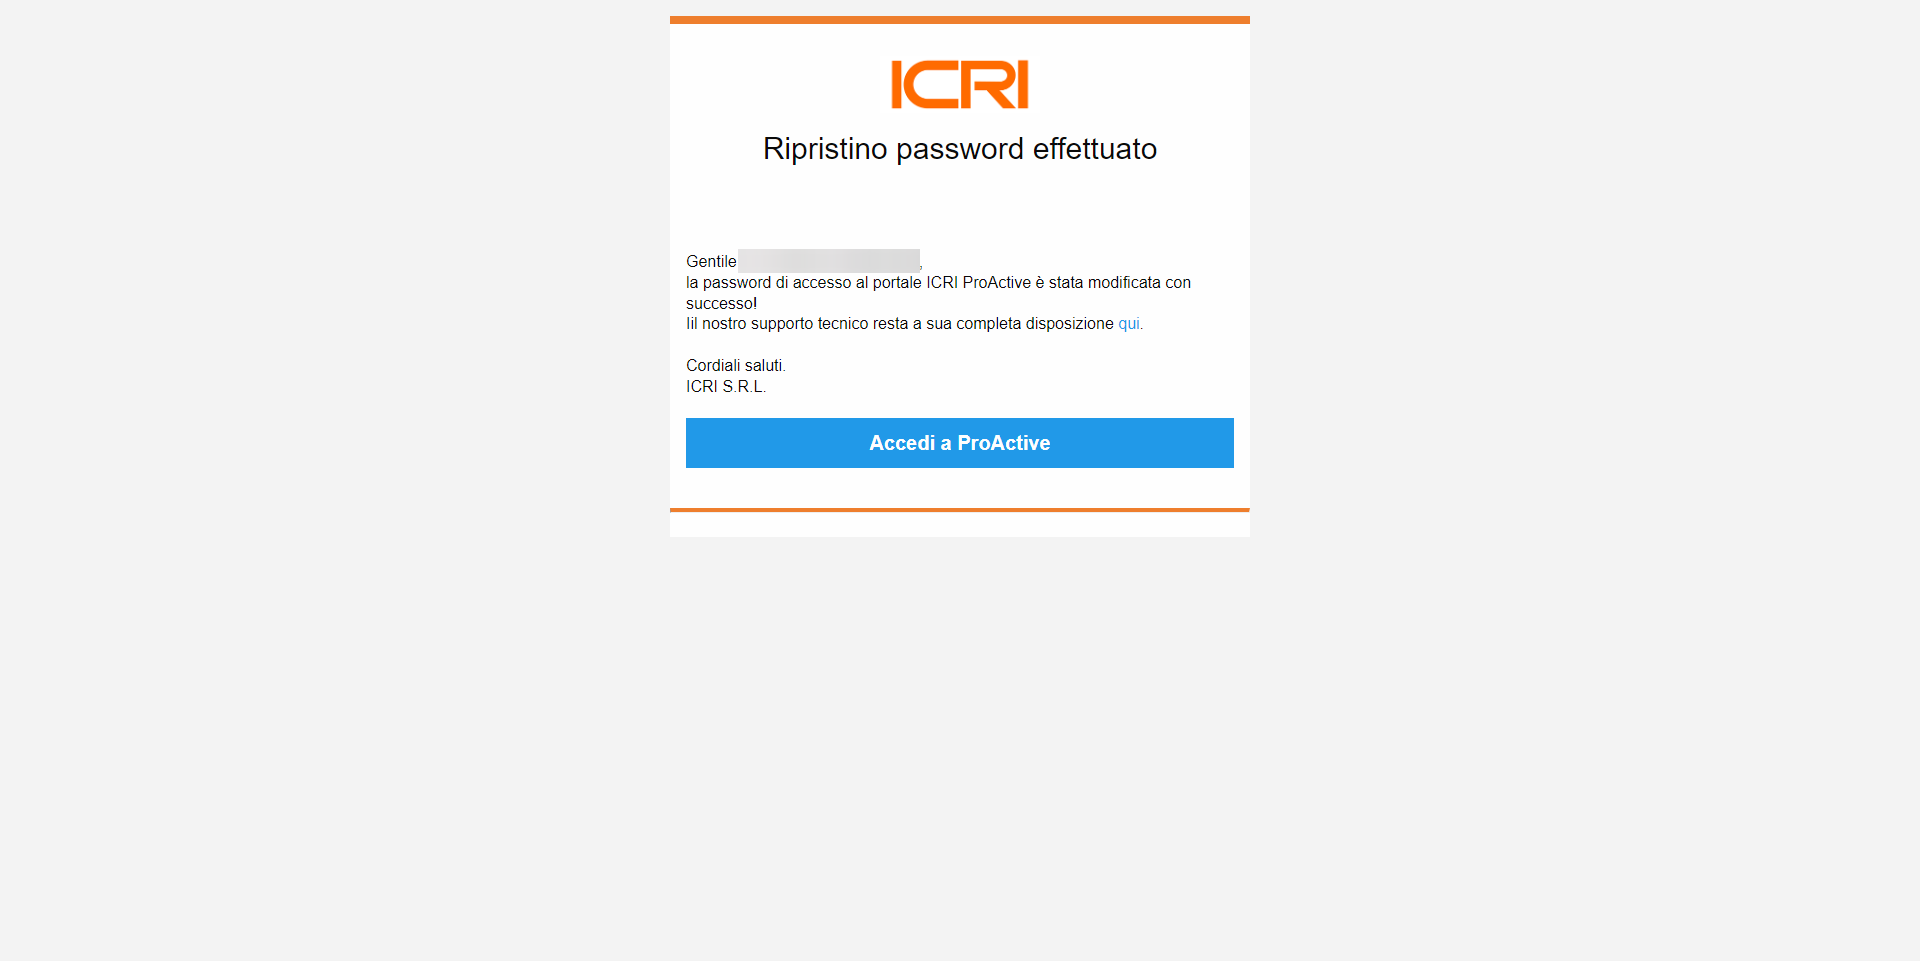 ICRI
Ripristino password effettuato
Gentile ,
la password di accesso al portale ICRI ProActive è stata modificata con
successo!
Iil nostro supporto tecnico resta a sua completa disposizione qui.
Cordiali saluti.
ICRI S.R.L.
Accedi a ProActive